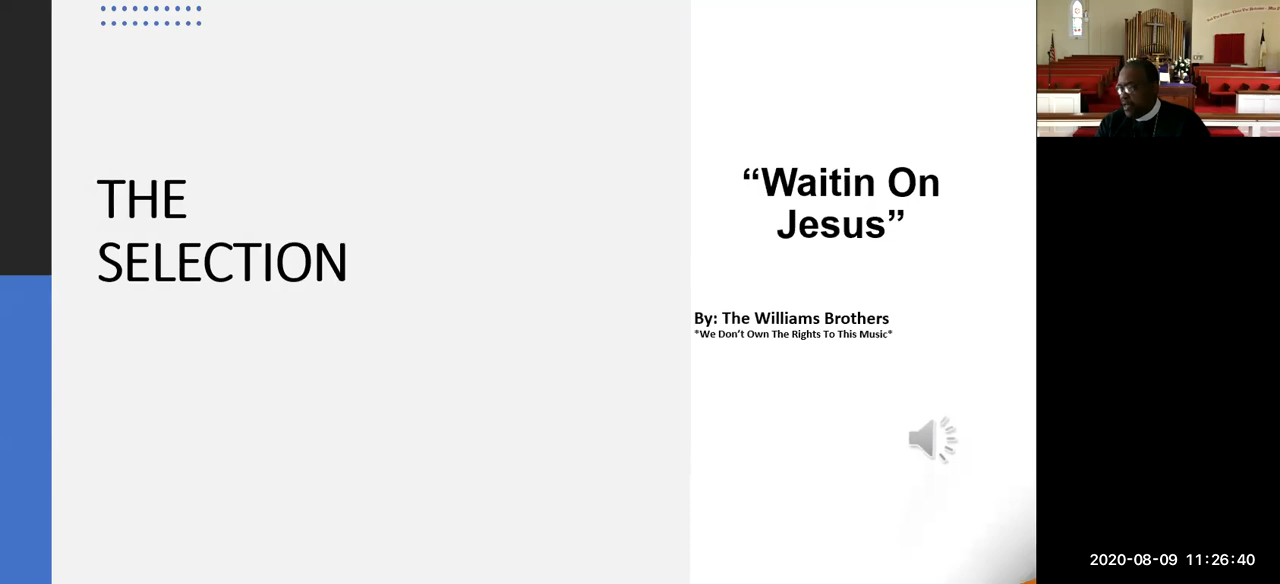 THE
SELECTION
“Waitin On
Jesus”
By: The Williams Brothers
*We Don’t Own The Rights To This Music*
2020-08-09 11:26:40